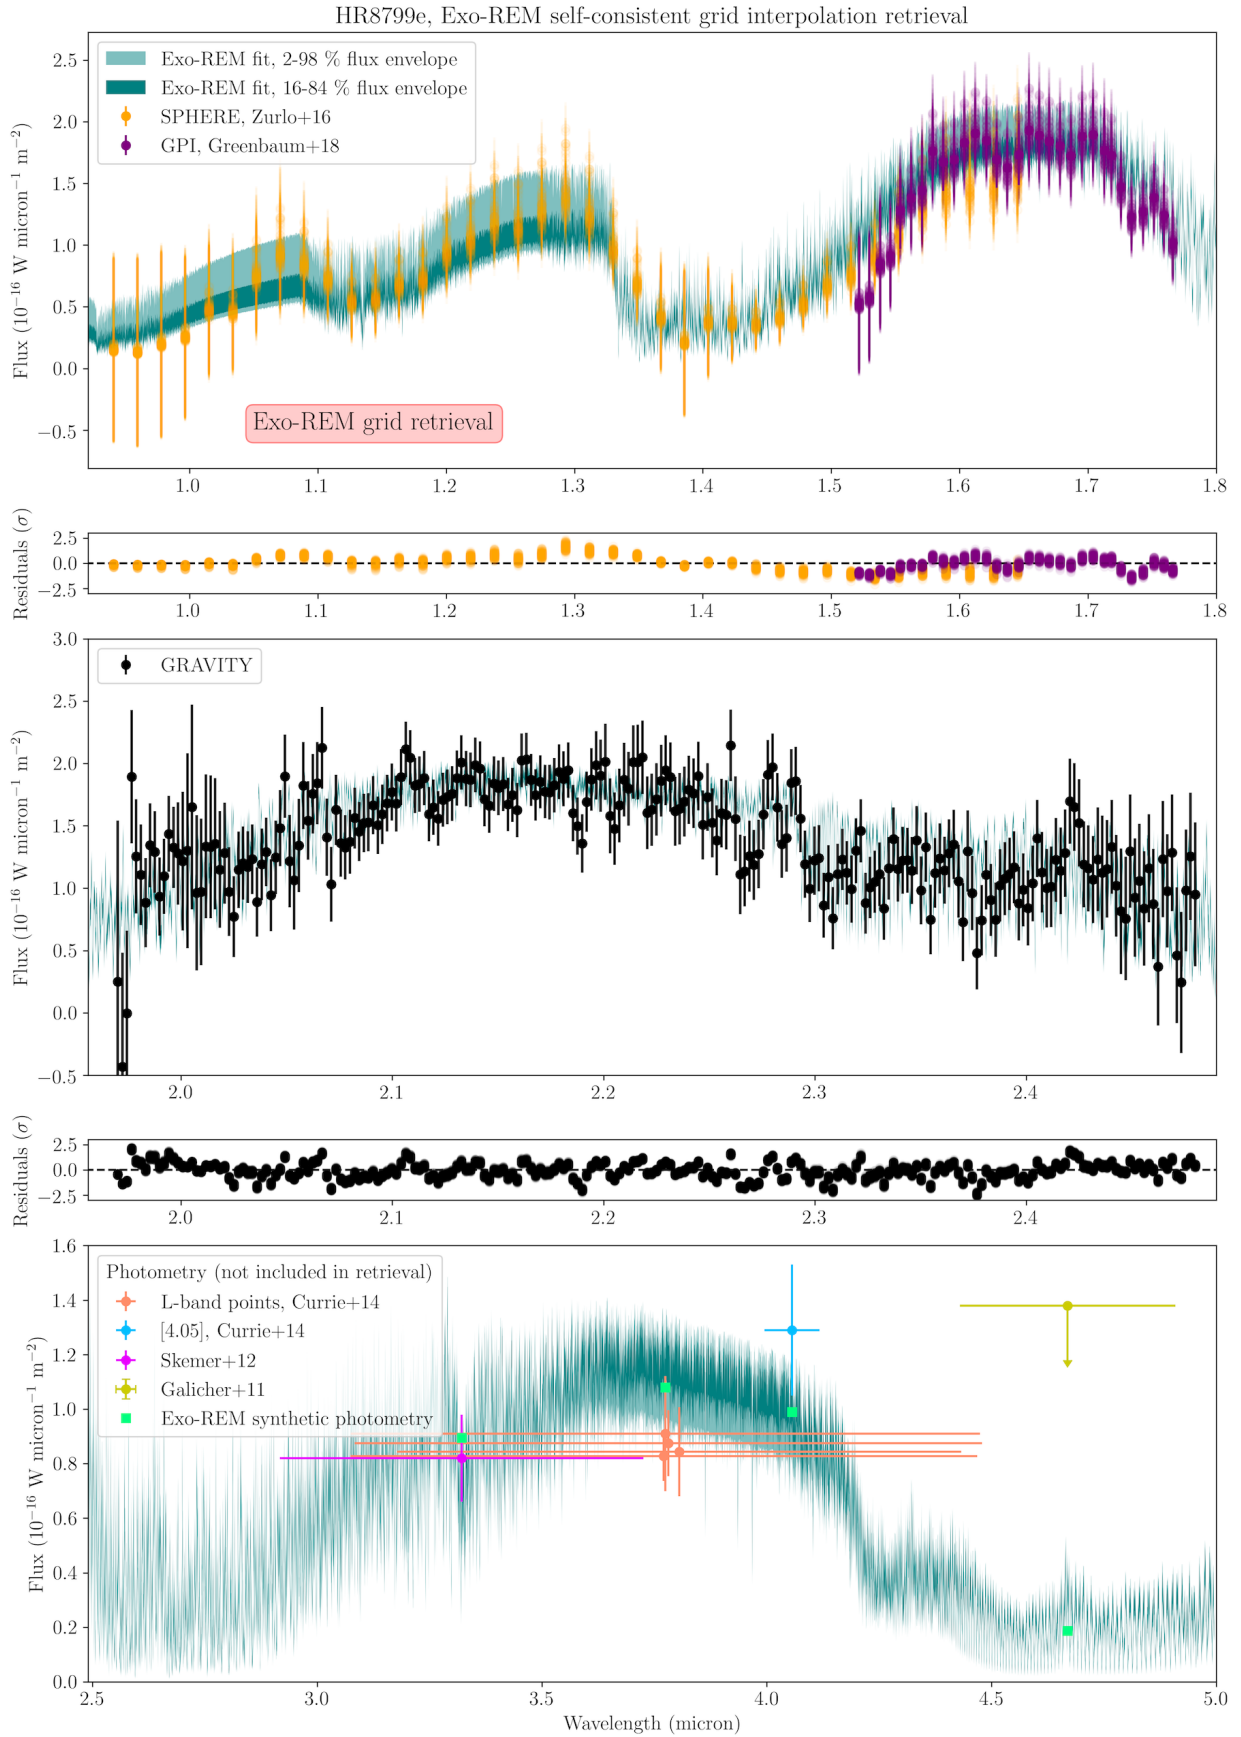 HR8799e, Exo-REM self-consistent grid interpolation retrieval
Exo-REM fit, 2-98 % flux envelope
Exo-REM fit, 16-84 % flux envelope
SPHERE, Zurlo+16
GPI, Greenbaum+18
Flux (10⁻¹⁶ W micron⁻¹ m⁻²)
2.5
2.0
1.5
1.0
0.5
0.0
−0.5
Exo-REM grid retrieval
1.0 1.1 1.2 1.3 1.4 1.5 1.6 1.7 1.8
Residuals (σ)
2.5
0.0
−2.5
1.0 1.1 1.2 1.3 1.4 1.5 1.6 1.7 1.8
GRAVITY
Flux (10⁻¹⁶ W micron⁻¹ m⁻²)
3.0
2.5
2.0
1.5
1.0
0.5
0.0
−0.5
2.0 2.1 2.2 2.3 2.4
Residuals (σ)
2.5
0.0
−2.5
2.0 2.1 2.2 2.3 2.4
Photometry (not included in retrieval)
L-band points, Currie+14
[4.05], Currie+14
Skemer+12
Galicher+11
Exo-REM synthetic photometry
Flux (10⁻¹⁶ W micron⁻¹ m⁻²)
1.6
1.4
1.2
1.0
0.8
0.6
0.4
0.2
0.0
2.5 3.0 3.5 4.0 4.5 5.0
Wavelength (micron)